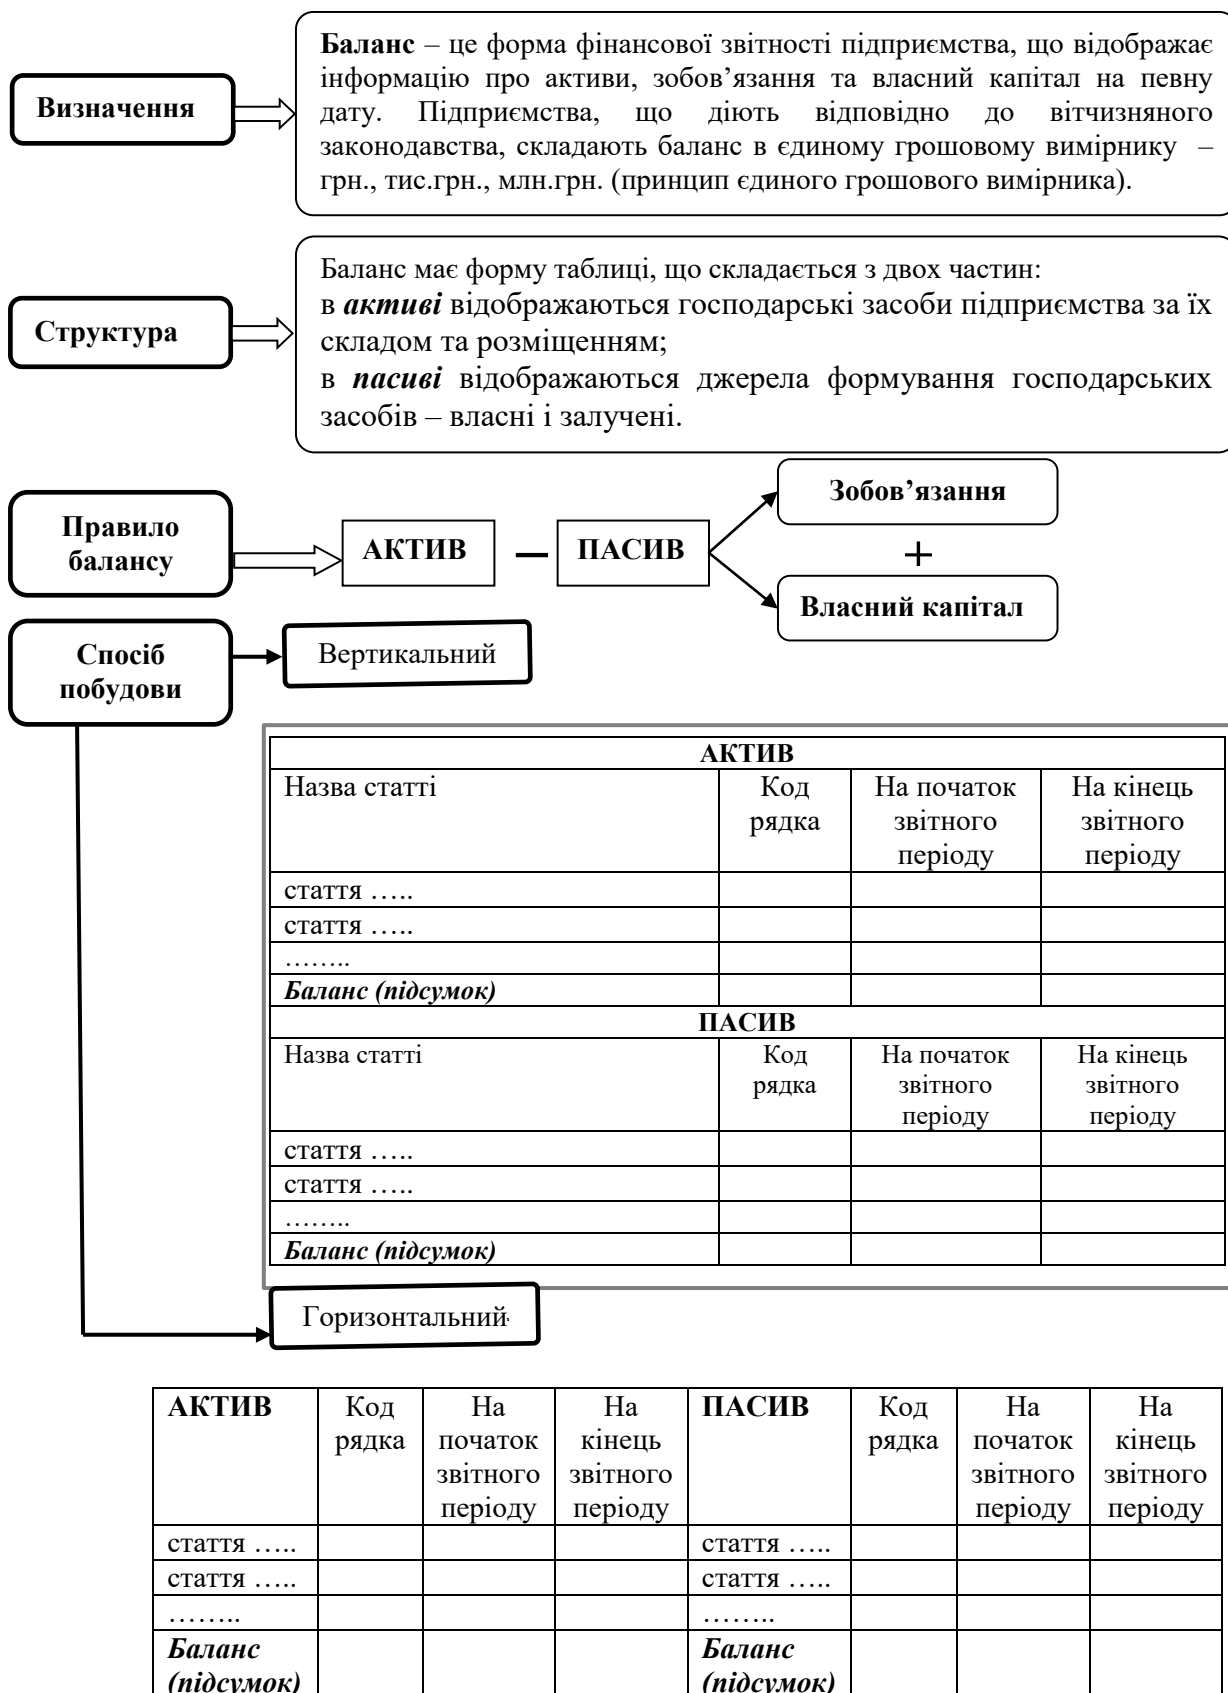 Визначення
Баланс – це форма фінансової звітності підприємства, що відображає
інформацію про активи, зобов’язання та власний капітал на певну
дату. Підприємства, що діють відповідно до вітчизняного
законодавства, складають баланс в єдиному грошовому вимірнику –
грн., тис.грн., млн.грн. (принцип єдиного грошового вимірника).
Структура
Баланс має форму таблиці, що складається з двох частин:
в активі відображаються господарські засоби підприємства за їх
складом та розміщенням;
в пасиві відображаються джерела формування господарських
засобів – власні і залучені.
Правило
балансу
АКТИВ – ПАСИВ
Зобов’язання
+
Власний капітал
Спосіб
побудови
Вертикальний
АКТИВ
Назва статті Код На початок На кінець
рядка звітного звітного
періоду періоду
стаття …..
стаття …..
……..
Баланс (підсумок)
ПАСИВ
Назва статті Код На початок На кінець
рядка звітного звітного
періоду періоду
стаття …..
стаття …..
……..
Баланс (підсумок)
Горизонтальний
АКТИВ Код На На ПАСИВ Код На На
рядка початок кінець рядка початок кінець
звітного звітного звітного звітного
періоду періоду періоду періоду
стаття ….. стаття …..
стаття ….. стаття …..
…….. ……..
Баланс Баланс
(підсумок) (підсумок)